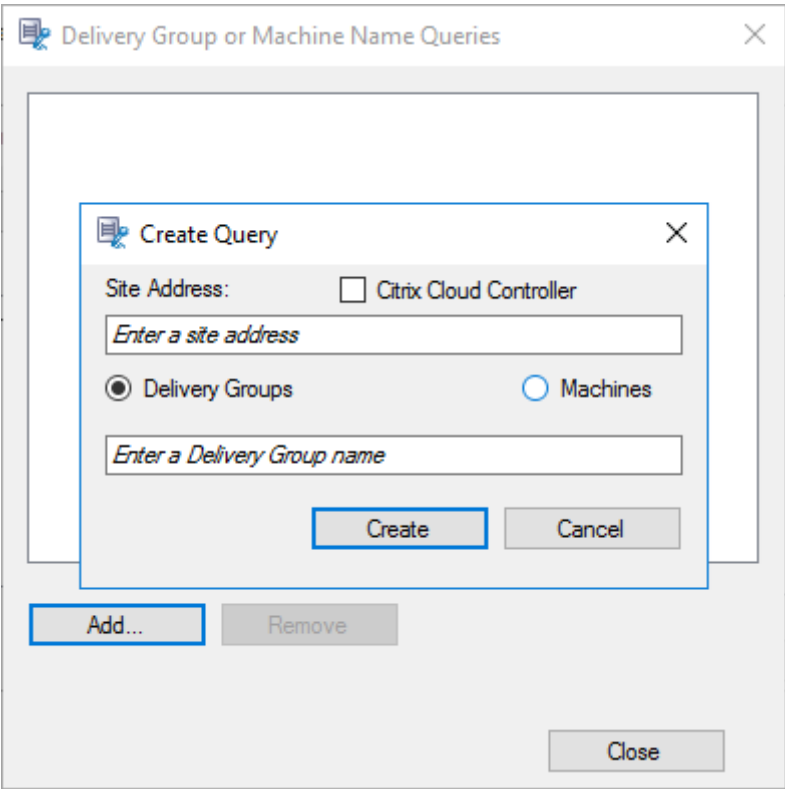 Delivery Group or Machine Name Queries
Create Query
Site Address: Citrix Cloud Controller
Enter a site address
Delivery Groups Machines
Enter a Delivery Group name
Create Cancel
Add... Remove
Close